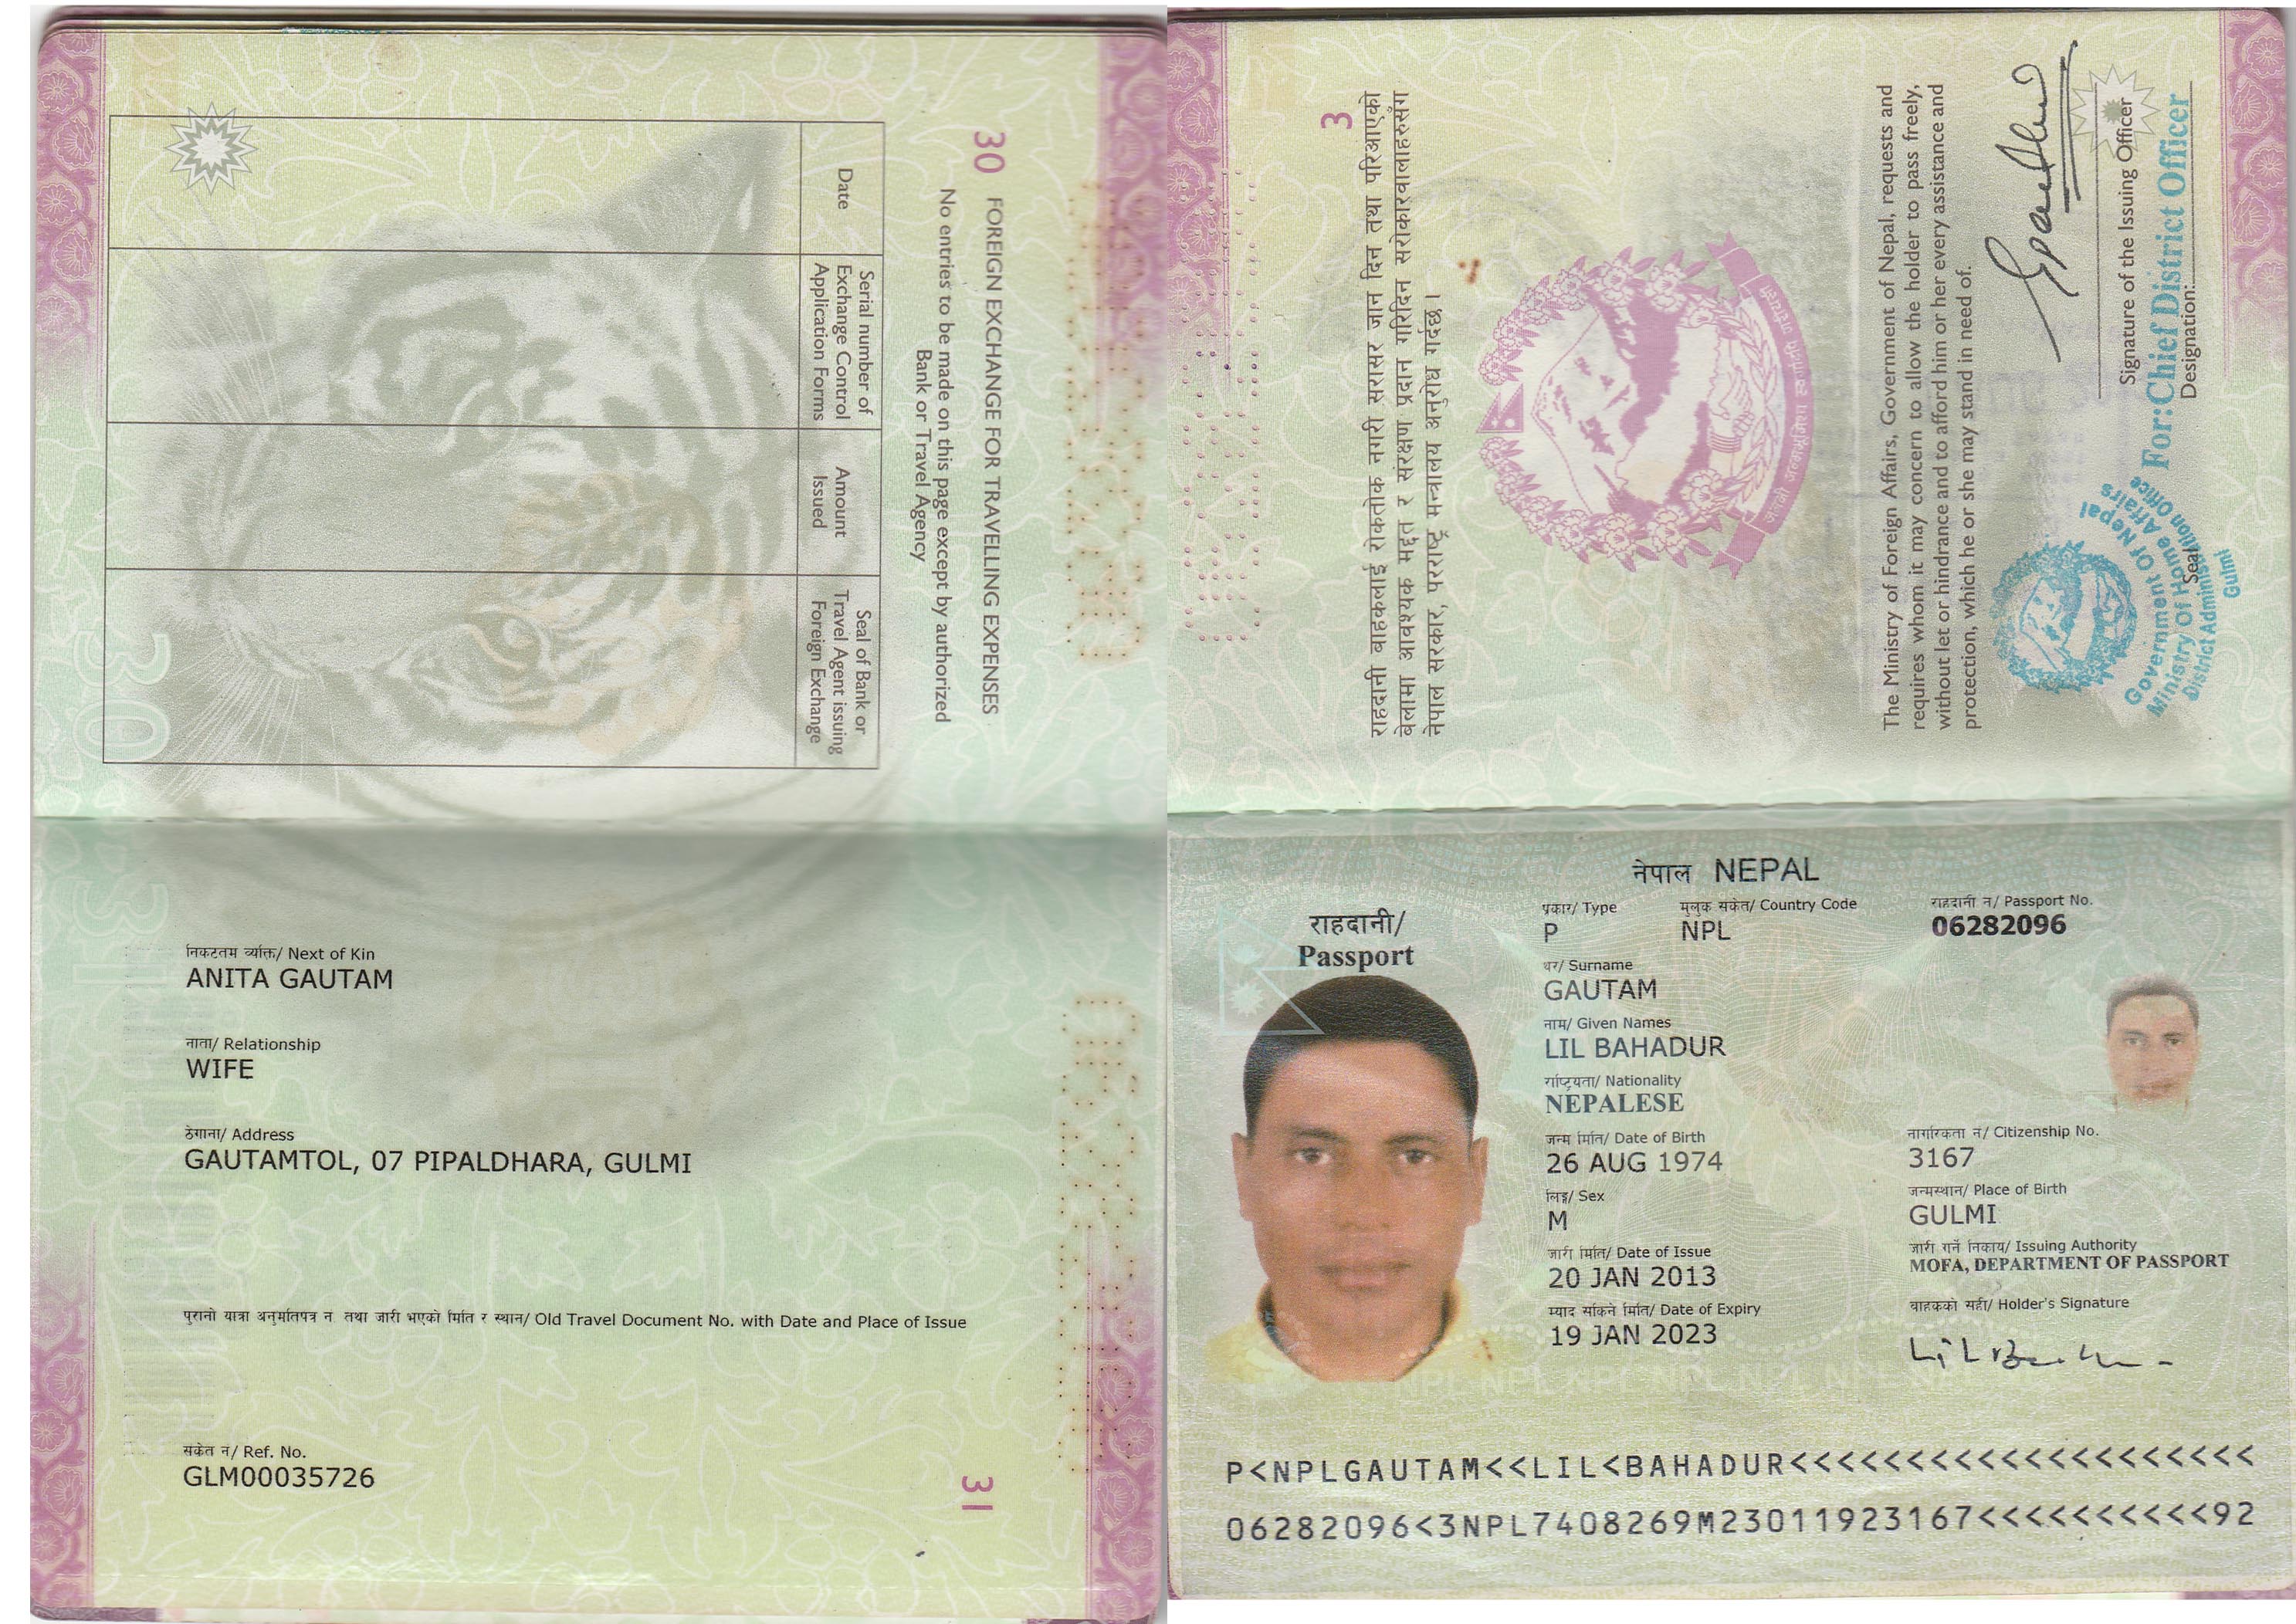 30 FOREIGN EXCHANGE FOR TRAVELING EXPENSES
No entries to be made on this page except by authorized
Bank or Travel Agency
Date
Serial number of
Exchange Control
Application Forms
Amount
Issued
Seal of Bank or
Travel Agent issuing
Foreign Exchange
30
निकटतम व्यक्ति/ Next of Kin
ANITA GAUTAM
नाता/ Relationship
WIFE
ठेगाना/ Address
GAUTAMTOL, 07 PIPALDHARA, GULMI
पुरानो यात्रा अनुमतिपत्र न तथा जारी भएको मिति र स्थान/ Old Travel Document No. with Date and Place of Issue
संकेत नं/ Ref. No.
GLM00035726
31
3
राहदानी वाहकलाई रोकतोक नगरी सरासर जान दिन तथा परिआएको
बेलामा आवश्यक मद्दत र संरक्षण प्रदान गरिदिन सरोकारवालाहरुसंग
नेपाल सरकार, परराष्ट्र मन्त्रालय अनुरोध गर्दछ।
The Ministry of Foreign Affairs, Government of Nepal, requests and
requires whom it may concern to allow the holder to pass freely,
without let or hindrance and to afford him or her every assistance and
protection, which he or she may stand in need of.
Signature of the Issuing Officer
For:Chief District Officer
Designation:
Seal
Government Of Nepal
Ministry Of Home Affairs
District Administration Office
Gulmi
नेपाल NEPAL
राहदानी/
Passport
प्रकार/ Type
P
मुलुक संकेत/ Country Code
NPL
राहदानी नं/ Passport No.
06282096
थर/ Surname
GAUTAM
नाम/ Given Names
LIL BAHADUR
राष्ट्रियता/ Nationality
NEPALESE
जन्म मिति/ Date of Birth
26 AUG 1974
नागरिकता नं/ Citizenship No.
3167
लिङ्ग/ Sex
M
जन्मस्थान/ Place of Birth
GULMI
जारी मिति/ Date of Issue
20 JAN 2013
जारी गर्ने निकाय/ Issuing Authority
MOFA, DEPARTMENT OF PASSPORT
म्याद सकिने मिति/ Date of Expiry
19 JAN 2023
वाहकको सही/ Holder's Signature
P<NPLGAUTAM<<LIL<BAHADUR<<<<<<<<<<<<<<<<<<<<
06282096<3NPL7408269M23011923167<<<<<<<<<<92